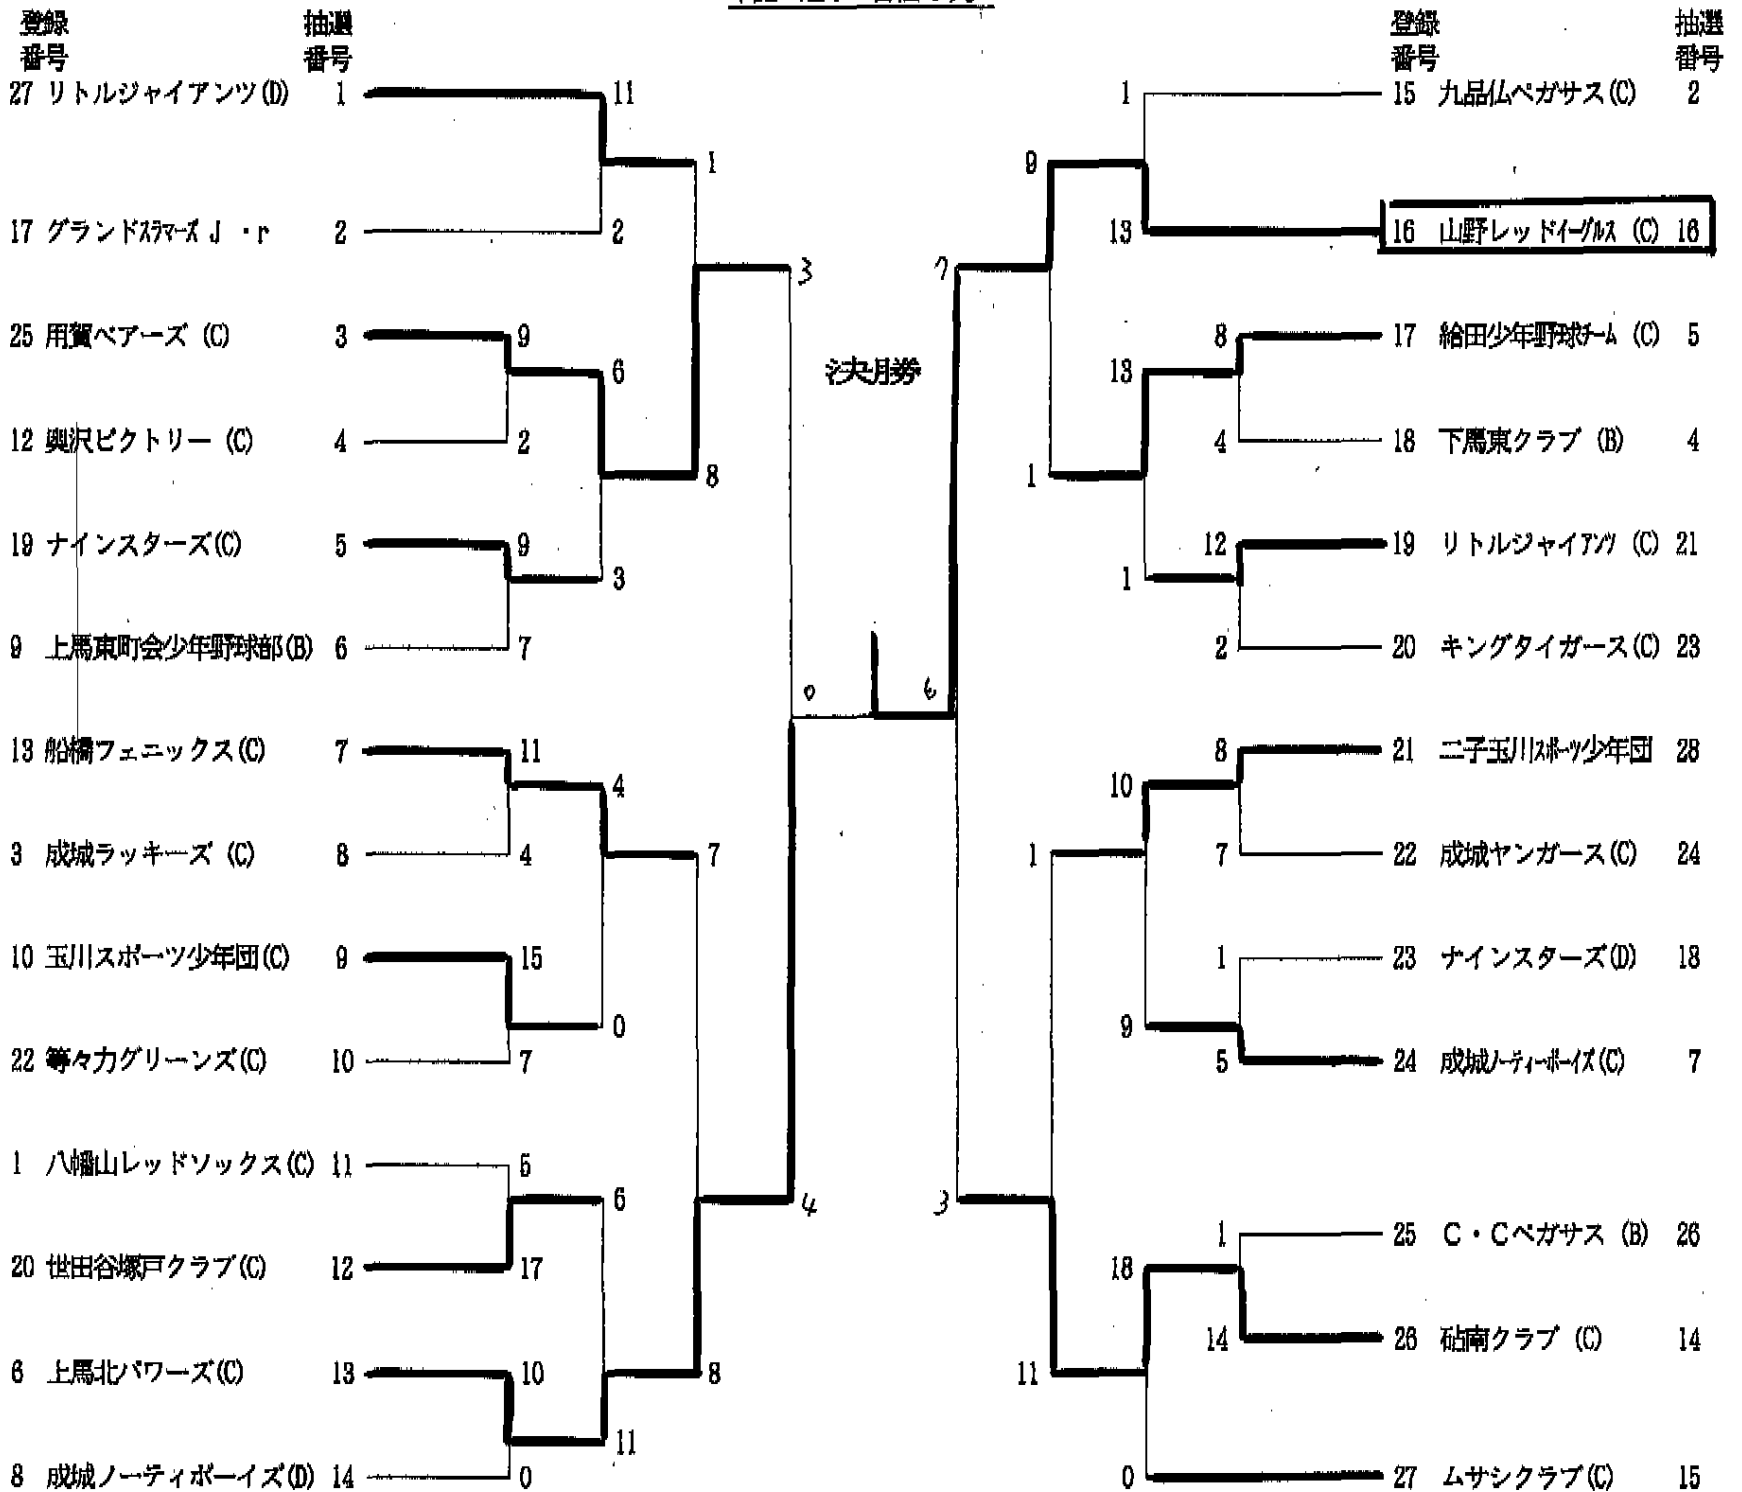 登録 抽選
番号 番号
27 リトルジャイアンツ(D) 1
17 グランドスラマーズ J・r 2
25 用賀ベアーズ (C) 3
12 奥沢ビクトリー (C) 4
19 ナインスターズ(C) 5
9 上馬東町会少年野球部(B) 6
13 船橋フェニックス(C) 7
3 成城ラッキーズ (C) 8
10 玉川スポーツ少年団(C) 9
22 等々力グリーンズ(C) 10
1 八幡山レッドソックス(C) 11
20 世田谷塚戸クラブ(C) 12
6 上馬北パワーズ(C) 13
8 成城ノーティボーイズ(D) 14
11
2
9
2
9
7
11
4
15
7
5
17
10
0
6
3
4
0
6
11
1
8
7
8
3
4
決勝
0 6
7
3
9
1
1
11
1
13
13
1
10
9
18
0
8
4
12
2
8
7
1
5
1
14
登録 抽選
番号 番号
15 九品仏ペガサス(C) 2
16 山野レッドイーグルス (C) 16
17 給田少年野球チーム (C) 5
18 下馬東クラブ (B) 4
19 リトルジャイアンツ (C) 21
20 キングタイガース(C) 23
21 二子玉川スポーツ少年団 28
22 成城ヤンガース(C) 24
23 ナインスターズ(D) 18
24 成城ノーティーボーイズ(C) 7
25 C・Cペガサス (B) 26
26 砧南クラブ (C) 14
27 ムサシクラブ(C) 15